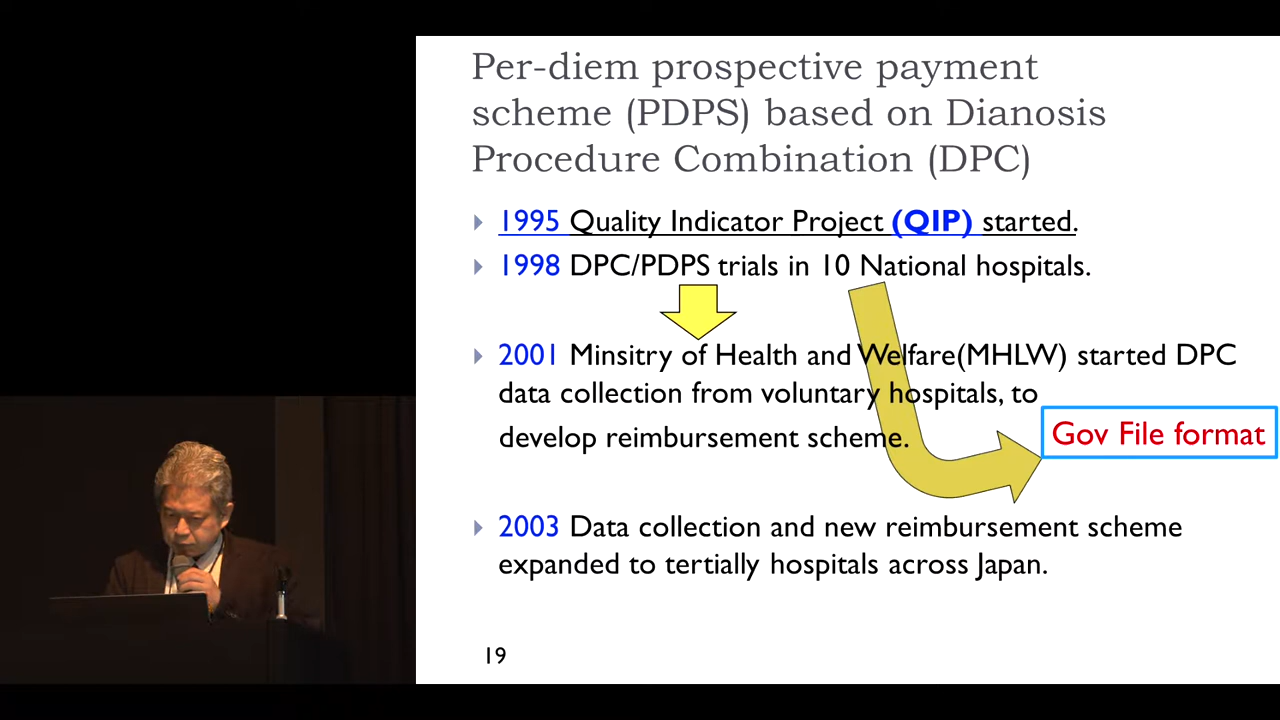 Per-diem prospective payment
scheme (PDPS) based on Dianosis
Procedure Combination (DPC)
1995 Quality Indicator Project (QIP) started.
1998 DPC/PDPS trials in 10 National hospitals.
2001 Minsitry of Health and Welfare(MHLW) started DPC
data collection from voluntary hospitals, to
develop reimbursement scheme.
Gov File format
2003 Data collection and new reimbursement scheme
expanded to tertially hospitals across Japan.
19